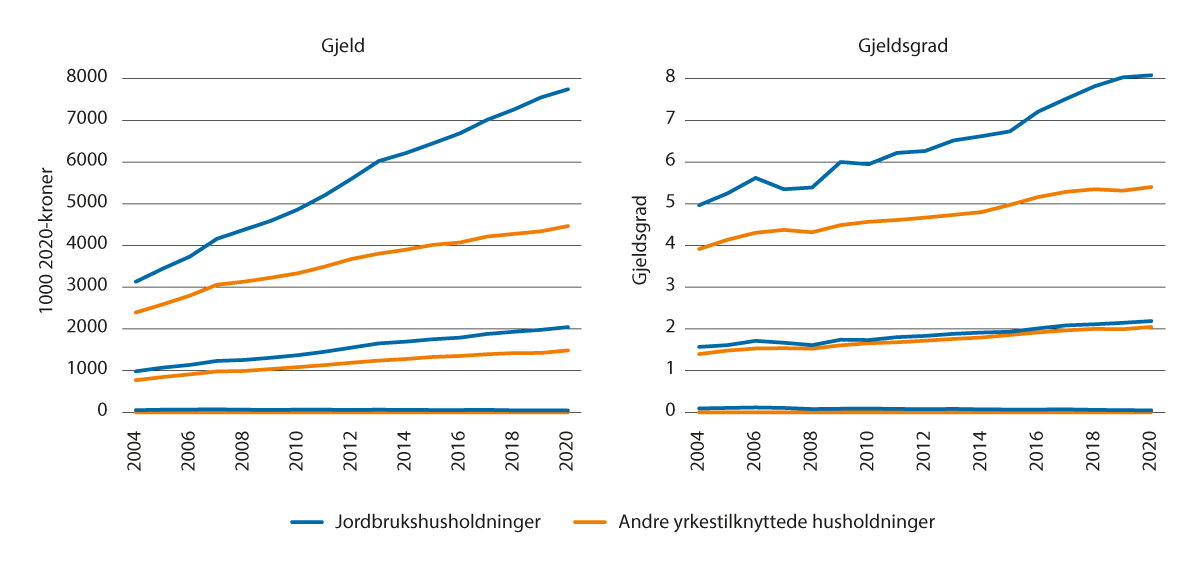 Gjeld
1000 2020-kroner
8000
7000
6000
5000
4000
3000
2000
1000
0
2004 2006 2008 2010 2012 2014 2016 2018 2020
Gjeldsgrad
Gjeldsgrad
8
7
6
5
4
3
2
1
0
2004 2006 2008 2010 2012 2014 2016 2018 2020
Jordbrukshusholdninger Andre yrkestilknyttede husholdninger